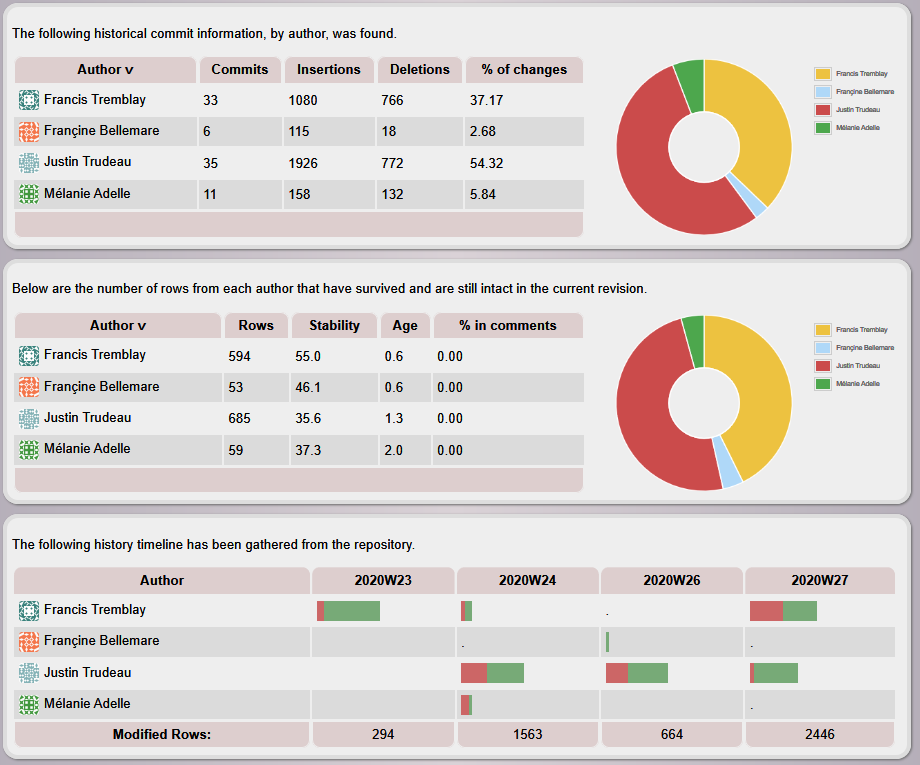 The following historical commit information, by author, was found.
Author v Commits Insertions Deletions % of changes
Francis Tremblay 33 1080 766 37.17
Françine Bellemare 6 115 18 2.68
Justin Trudeau 35 1926 772 54.32
Mélanie Adelle 11 158 132 5.84
Francis Tremblay
Françine Bellemare
Justin Trudeau
Mélanie Adelle
Below are the number of rows from each author that have survived and are still intact in the current revision.
Author v Rows Stability Age % in comments
Francis Tremblay 594 55.0 0.6 0.00
Françine Bellemare 53 46.1 0.6 0.00
Justin Trudeau 685 35.6 1.3 0.00
Mélanie Adelle 59 37.3 2.0 0.00
Francis Tremblay
Françine Bellemare
Justin Trudeau
Mélanie Adelle
The following history timeline has been gathered from the repository.
Author 2020W23 2020W24 2020W26 2020W27
Francis Tremblay .
Françine Bellemare . .
Justin Trudeau
Mélanie Adelle .
Modified Rows: 294 1563 664 2446